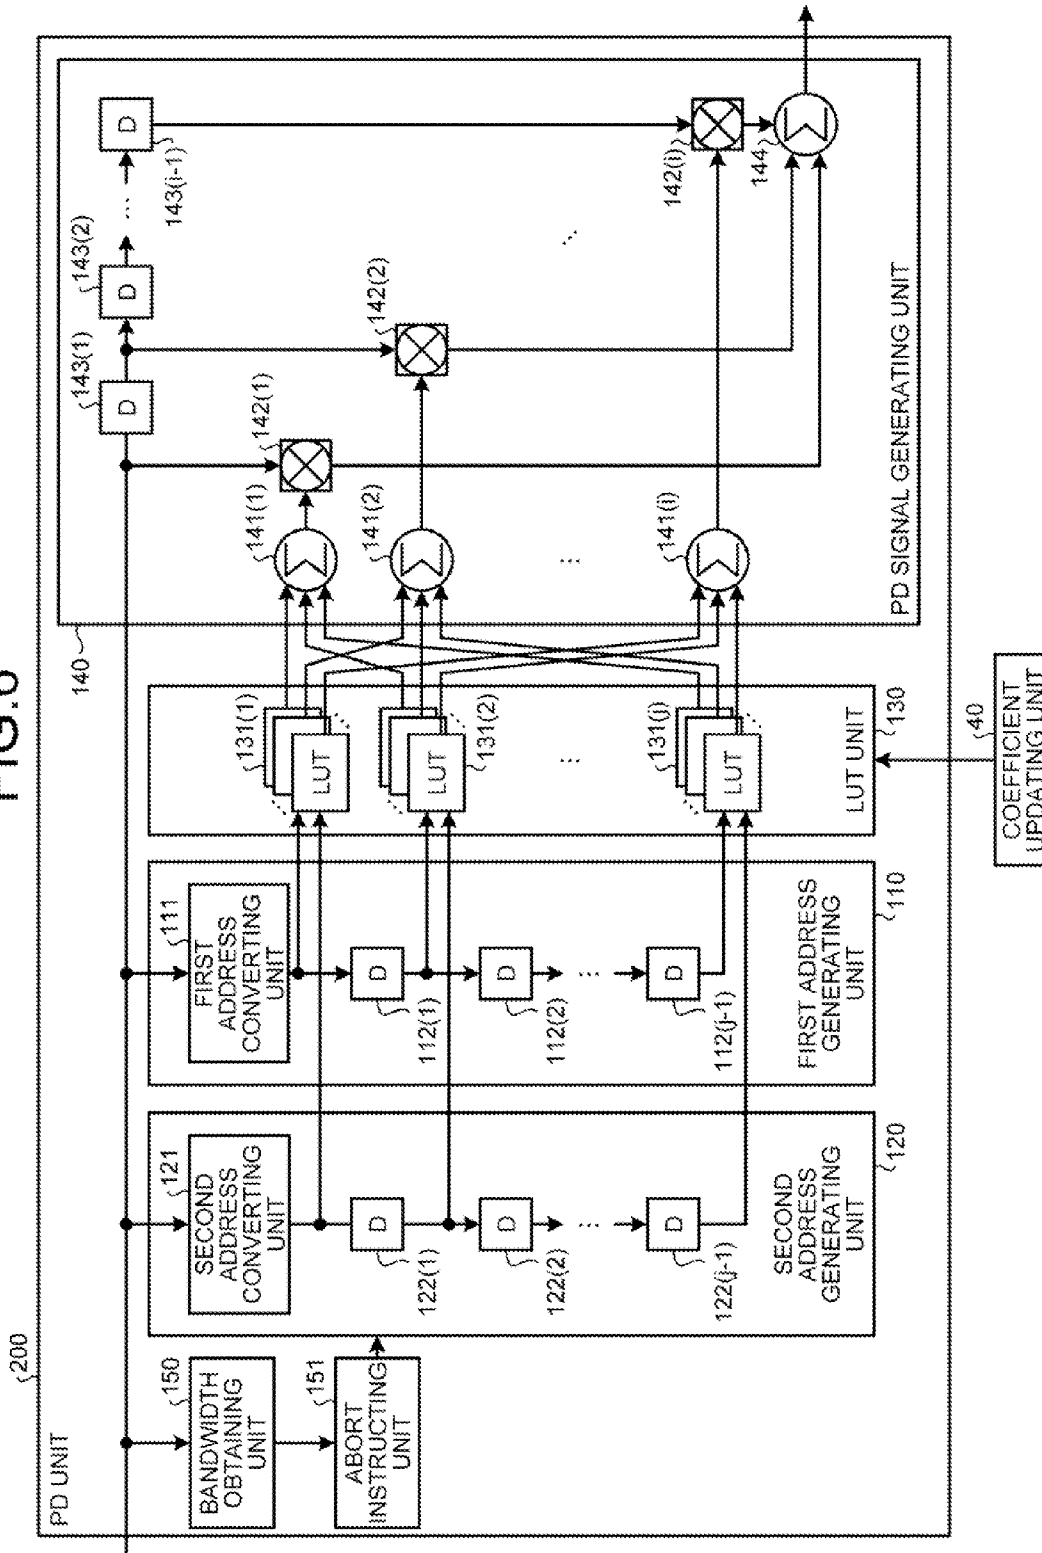 200
PD UNIT
150
BANDWIDTH
OBTAINING
UNIT
151
ABORT
INSTRUCTING
UNIT
121
SECOND
ADDRESS
CONVERTING
UNIT
D
122(1)
D
122(2)
...
D
122(j-1)
SECOND
ADDRESS
GENERATING
UNIT
120
111
FIRST
ADDRESS
CONVERTING
UNIT
D
112(1)
D
112(2)
...
D
112(j-1)
FIRST ADDRESS
GENERATING
UNIT
110
131(1)
LUT
131(2)
LUT
...
131(j)
LUT
LUT UNIT
130
40
COEFFICIENT
UPDATING UNIT
140
143(1)
D
143(2)
D
...
D
143(i-1)
141(1)
Σ
142(1)
141(2)
Σ
142(2)
...
141(i)
Σ
142(i)
144
Σ
PD SIGNAL GENERATING UNIT